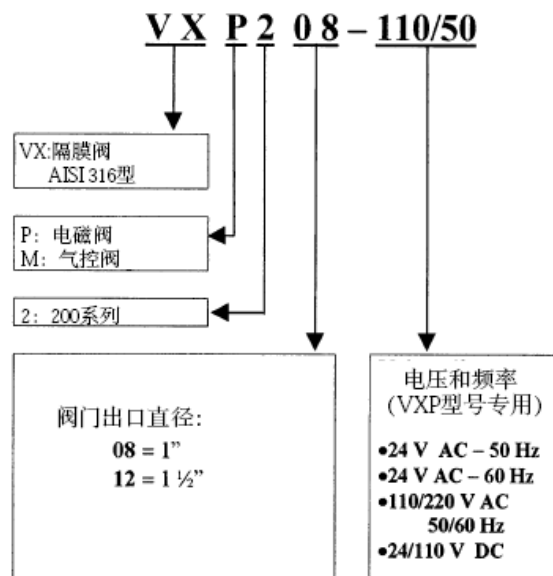 VX P 2 08 – 110/50
VX:隔膜阀
AISI 316型
P: 电磁阀
M: 气控阀
2: 200系列
阀门出口直径:
08 = 1”
12 = 1 ½”
电压和频率
(VXP型号专用)
•24 V AC – 50 Hz
•24 V AC – 60 Hz
•110/220 V AC
50/60 Hz
•24/110 V DC